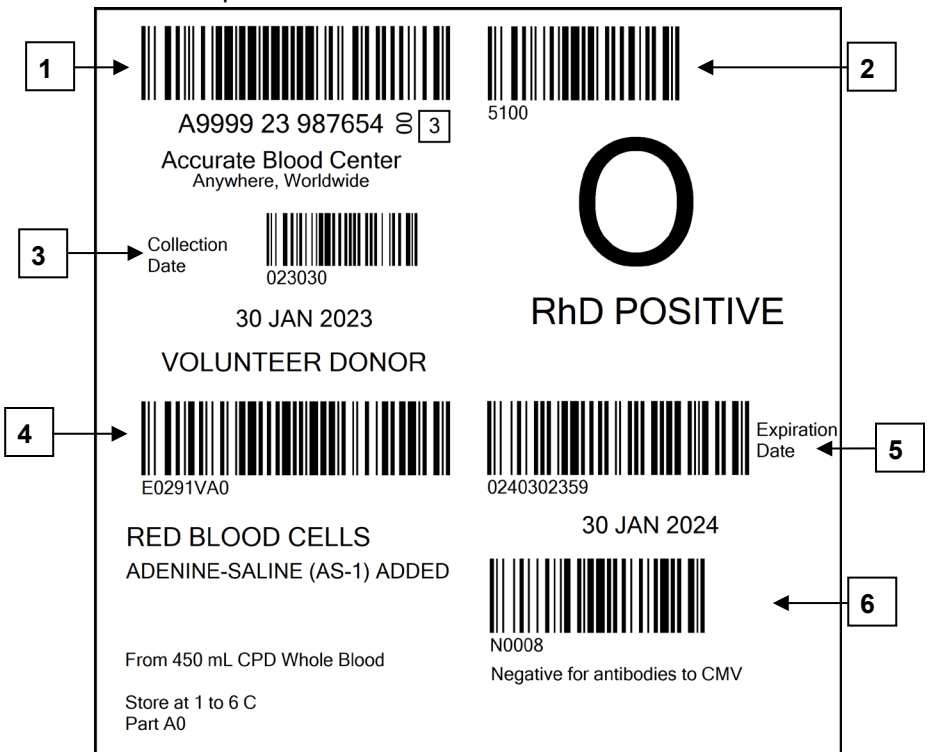 1
A9999 23 987654 00 3
Accurate Blood Center
Anywhere, Worldwide
2
5100
O
RhD POSITIVE
3
Collection
Date
023030
30 JAN 2023
VOLUNTEER DONOR
4
E0291VA0
RED BLOOD CELLS
ADENINE-SALINE (AS-1) ADDED
From 450 mL CPD Whole Blood
Store at 1 to 6 C
Part A0
Expiration
Date
5
0240302359
30 JAN 2024
6
N0008
Negative for antibodies to CMV